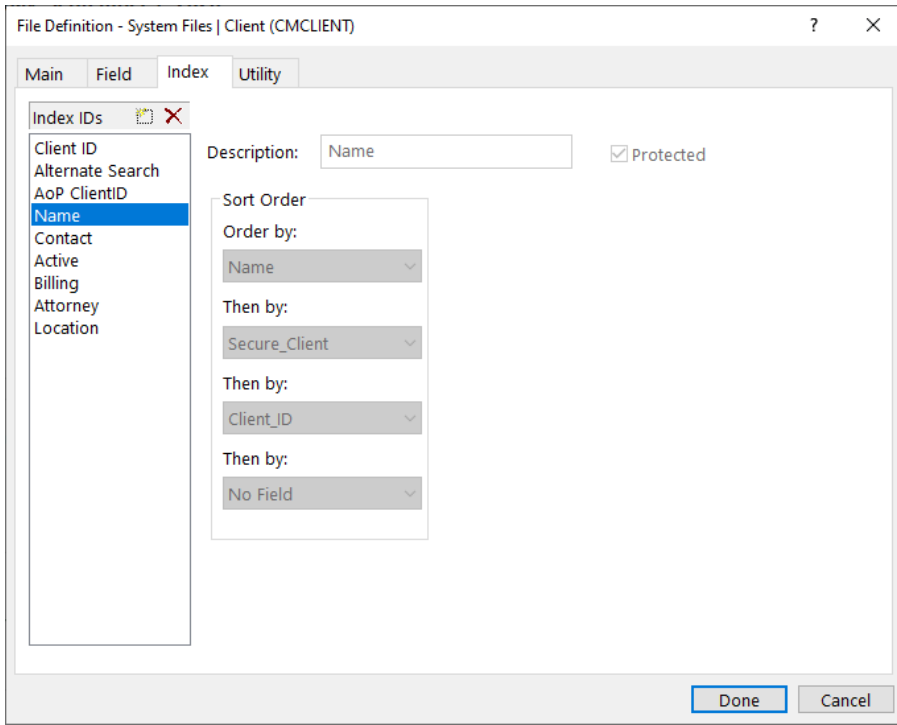 File Definition - System Files | Client (CMCLIENT)
?
Main Field Index Utility
Index IDs
Client ID
Alternate Search
AoP ClientID
Name
Contact
Active
Billing
Attorney
Location
Description: Name Protected
Sort Order
Order by:
Name
Then by:
Secure_Client
Then by:
Client_ID
Then by:
No Field
Done Cancel